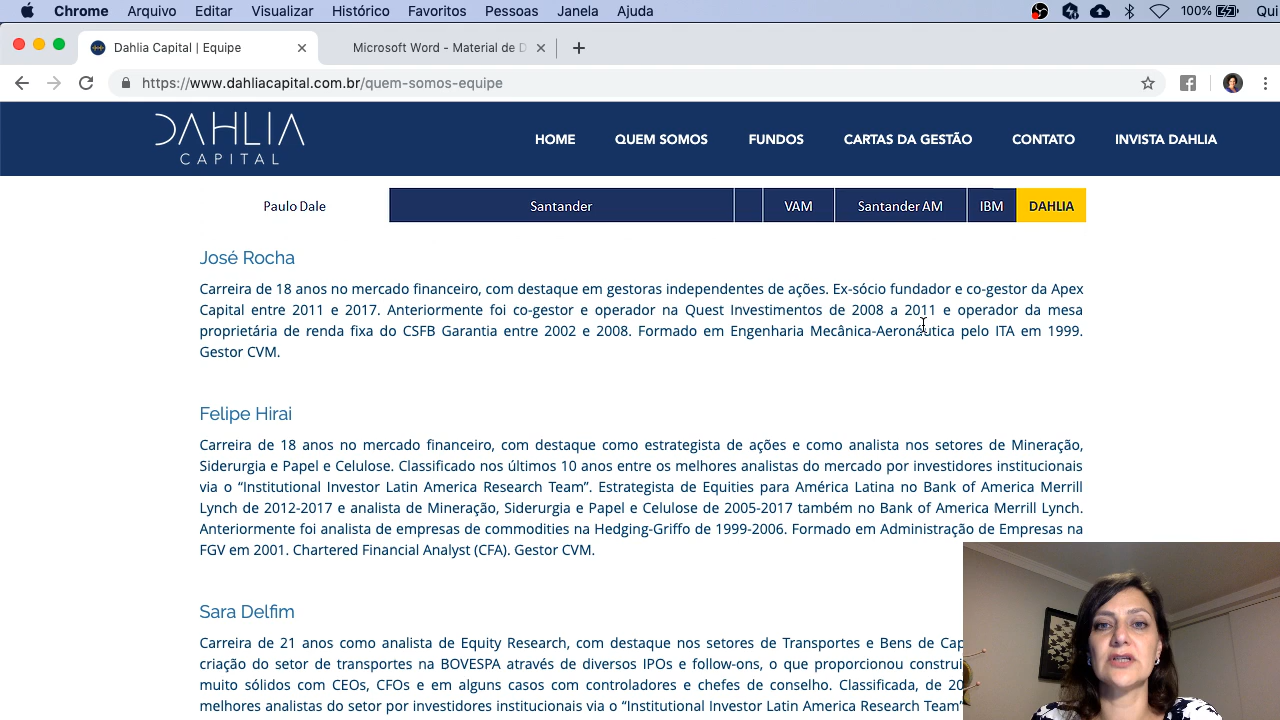 Chrome Arquivo Editar Visualizar Histórico Favoritos Pessoas Janela Ajuda 100% Qui
Dahlia Capital | Equipe Microsoft Word - Material de D
https://www.dahliacapital.com.br/quem-somos-equipe
DAHLIA
CAPITAL
HOME QUEM SOMOS FUNDOS CARTAS DA GESTÃO CONTATO INVISTA DAHLIA
Paulo Dale Santander VAM Santander AM IBM DAHLIA
José Rocha
Carreira de 18 anos no mercado financeiro, com destaque em gestoras independentes de ações. Ex-sócio fundador e co-gestor da Apex
Capital entre 2011 e 2017. Anteriormente foi co-gestor e operador na Quest Investimentos de 2008 a 2011 e operador da mesa
proprietária de renda fixa do CSFB Garantia entre 2002 e 2008. Formado em Engenharia Mecânica-Aeronáutica pelo ITA em 1999.
Gestor CVM.
Felipe Hirai
Carreira de 18 anos no mercado financeiro, com destaque como estrategista de ações e como analista nos setores de Mineração,
Siderurgia e Papel e Celulose. Classificado nos últimos 10 anos entre os melhores analistas do mercado por investidores institucionais
via o “Institutional Investor Latin America Research Team”. Estrategista de Equities para América Latina no Bank of America Merrill
Lynch de 2012-2017 e analista de Mineração, Siderurgia e Papel e Celulose de 2005-2017 também no Bank of America Merrill Lynch.
Anteriormente foi analista de empresas de commodities na Hedging-Griffo de 1999-2006. Formado em Administração de Empresas na
FGV em 2001. Chartered Financial Analyst (CFA). Gestor CVM.
Sara Delfim
Carreira de 21 anos como analista de Equity Research, com destaque nos setores de Transportes e Bens de Cap
criação do setor de transportes na BOVESPA através de diversos IPOs e follow-ons, o que proporcionou construi
muito sólidos com CEOs, CFOs e em alguns casos com controladores e chefes de conselho. Classificada, de 20
melhores analistas do setor por investidores institucionais via o “Institutional Investor Latin America Research Team”